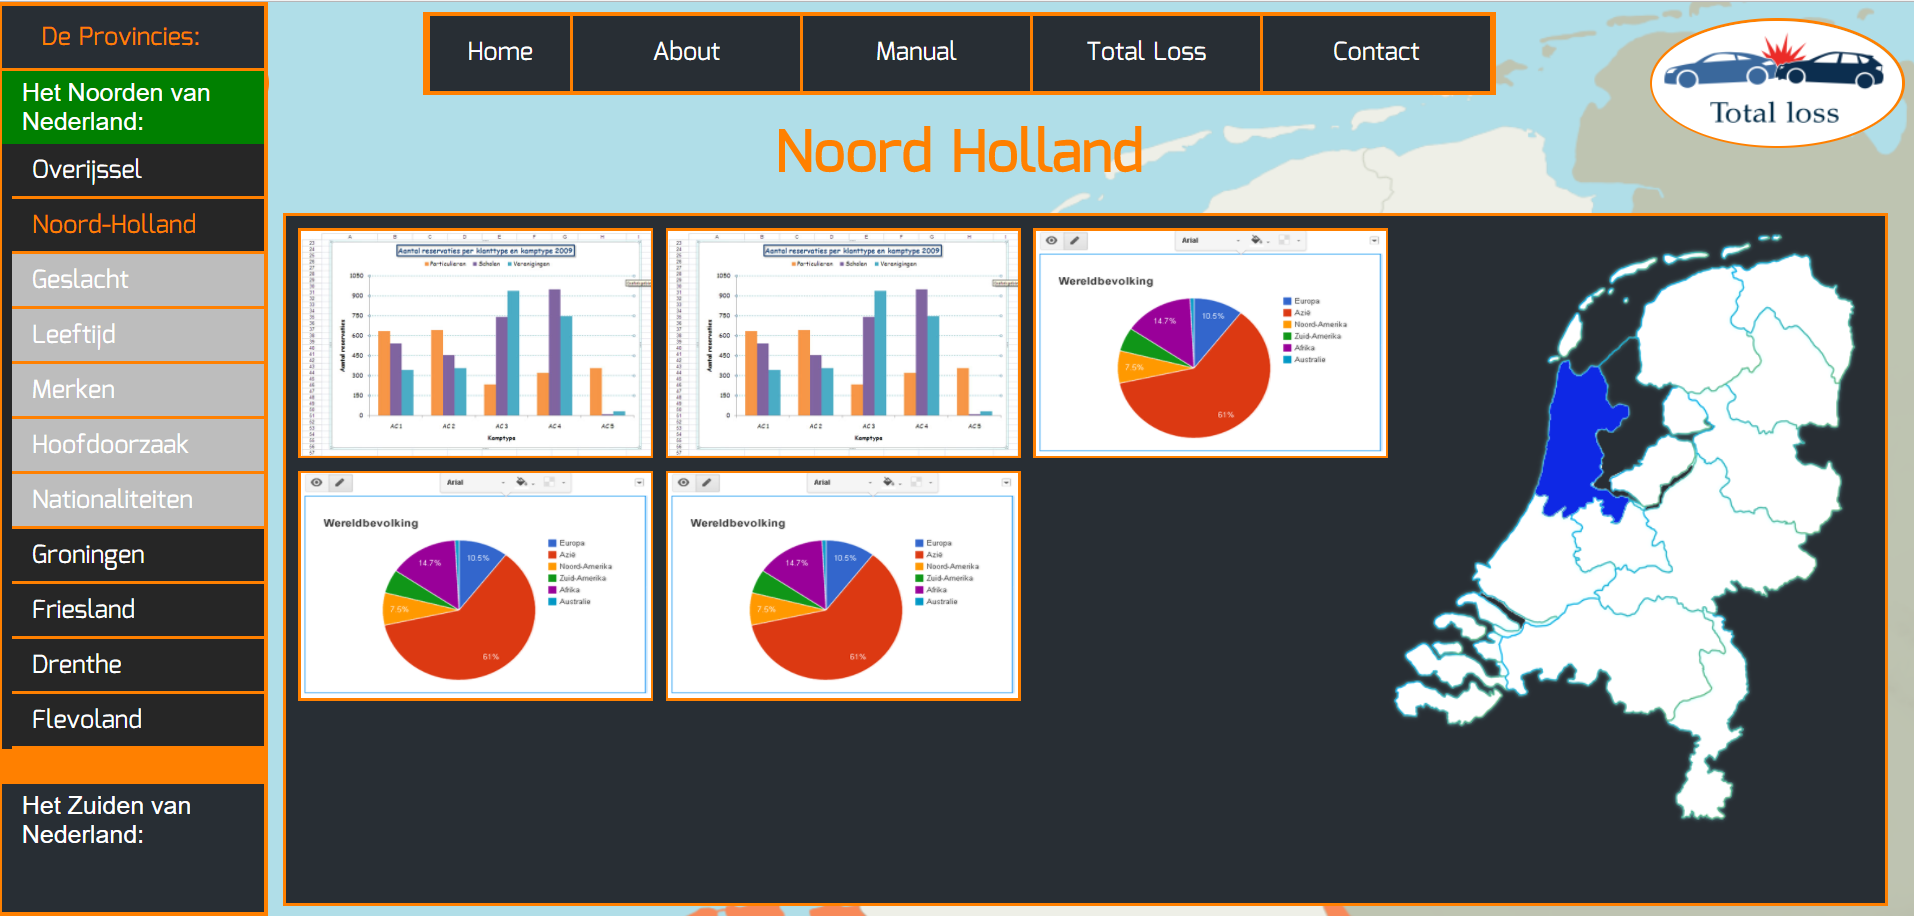 De Provincies:
Het Noorden van
Nederland:
Overijssel
Noord-Holland
Geslacht
Leeftijd
Merken
Hoofdoorzaak
Nationaliteiten
Groningen
Friesland
Drenthe
Flevoland
Het Zuiden van
Nederland:
Home About Manual Total Loss Contact
Total loss
Noord Holland
Aantal reservaties per klanttype en kamptype 2009
Particulieren Scholen Verenigingen
Aantal reservaties
1050
900
750
600
450
300
150
0
AC1 AC2 AC3 AC4 AC5
Kamptype
Aantal reservaties per klanttype en kamptype 2009
Particulieren Scholen Verenigingen
Aantal reservaties
1050
900
750
600
450
300
150
0
AC1 AC2 AC3 AC4 AC5
Kamptype
Arial
Wereldbevolking
14.7%
10.5%
7.5%
61%
Europa
Azië
Noord-Amerika
Zuid-Amerika
Afrika
Australie
Arial
Wereldbevolking
14.7%
10.5%
7.5%
61%
Europa
Azië
Noord-Amerika
Zuid-Amerika
Afrika
Australie
Arial
Wereldbevolking
14.7%
10.5%
7.5%
61%
Europa
Azië
Noord-Amerika
Zuid-Amerika
Afrika
Australie